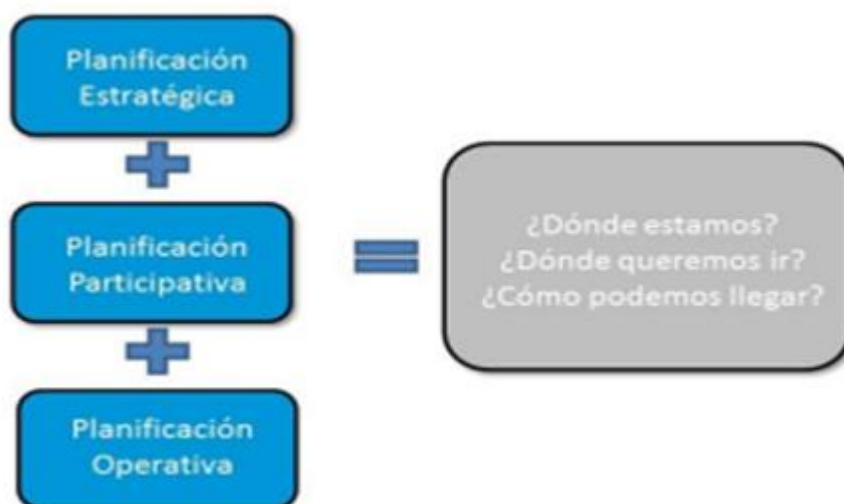 Planificación
Estratégica
Planificación
Participativa
Planificación
Operativa
¿Dónde estamos?
¿Dónde queremos ir?
¿Cómo podemos llegar?